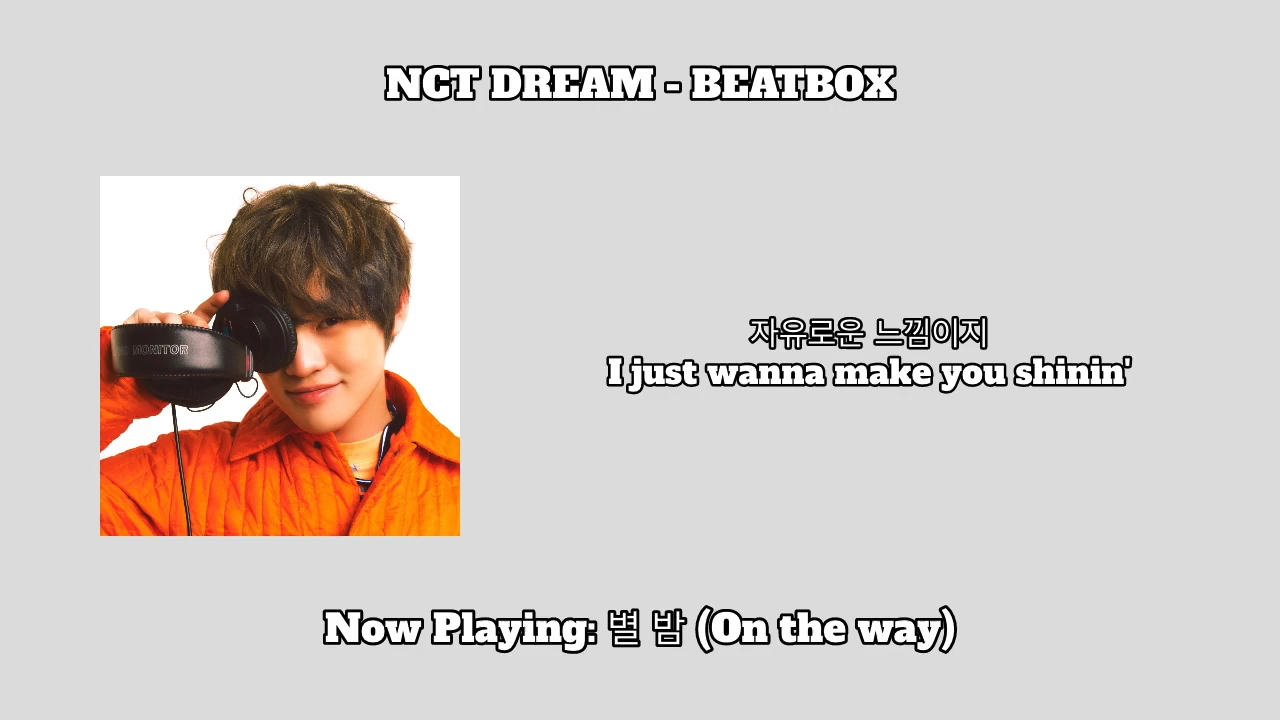 NCT DREAM - BEATBOX
MONITOR
자유로운 느낌이지
I just wanna make you shinin'
Now Playing: 별 밤 (On the way)